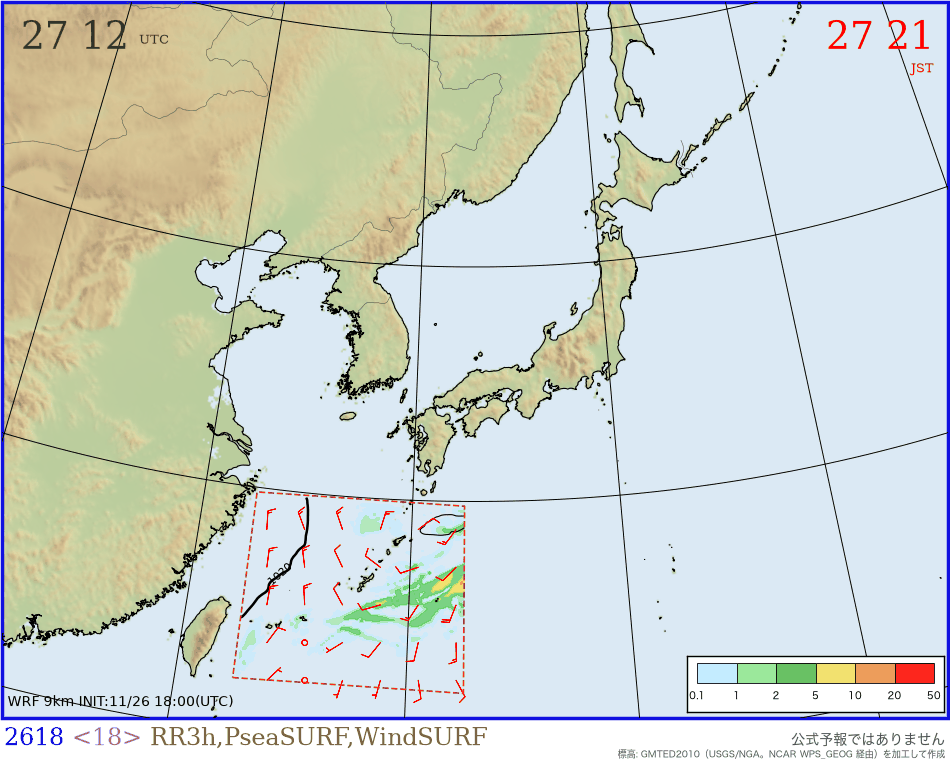 27 12 UTC
27 21
JST
0.1 1 2 5 10 20 50
WRF 9km INIT:11/26 18:00(UTC)
2618 <18> RR3h,PseaSURF,WindSURF
公式予報ではありません
標高: GMTED2010（USGS/NGA。NCAR WPS_GEOG 経由）を加工して作成